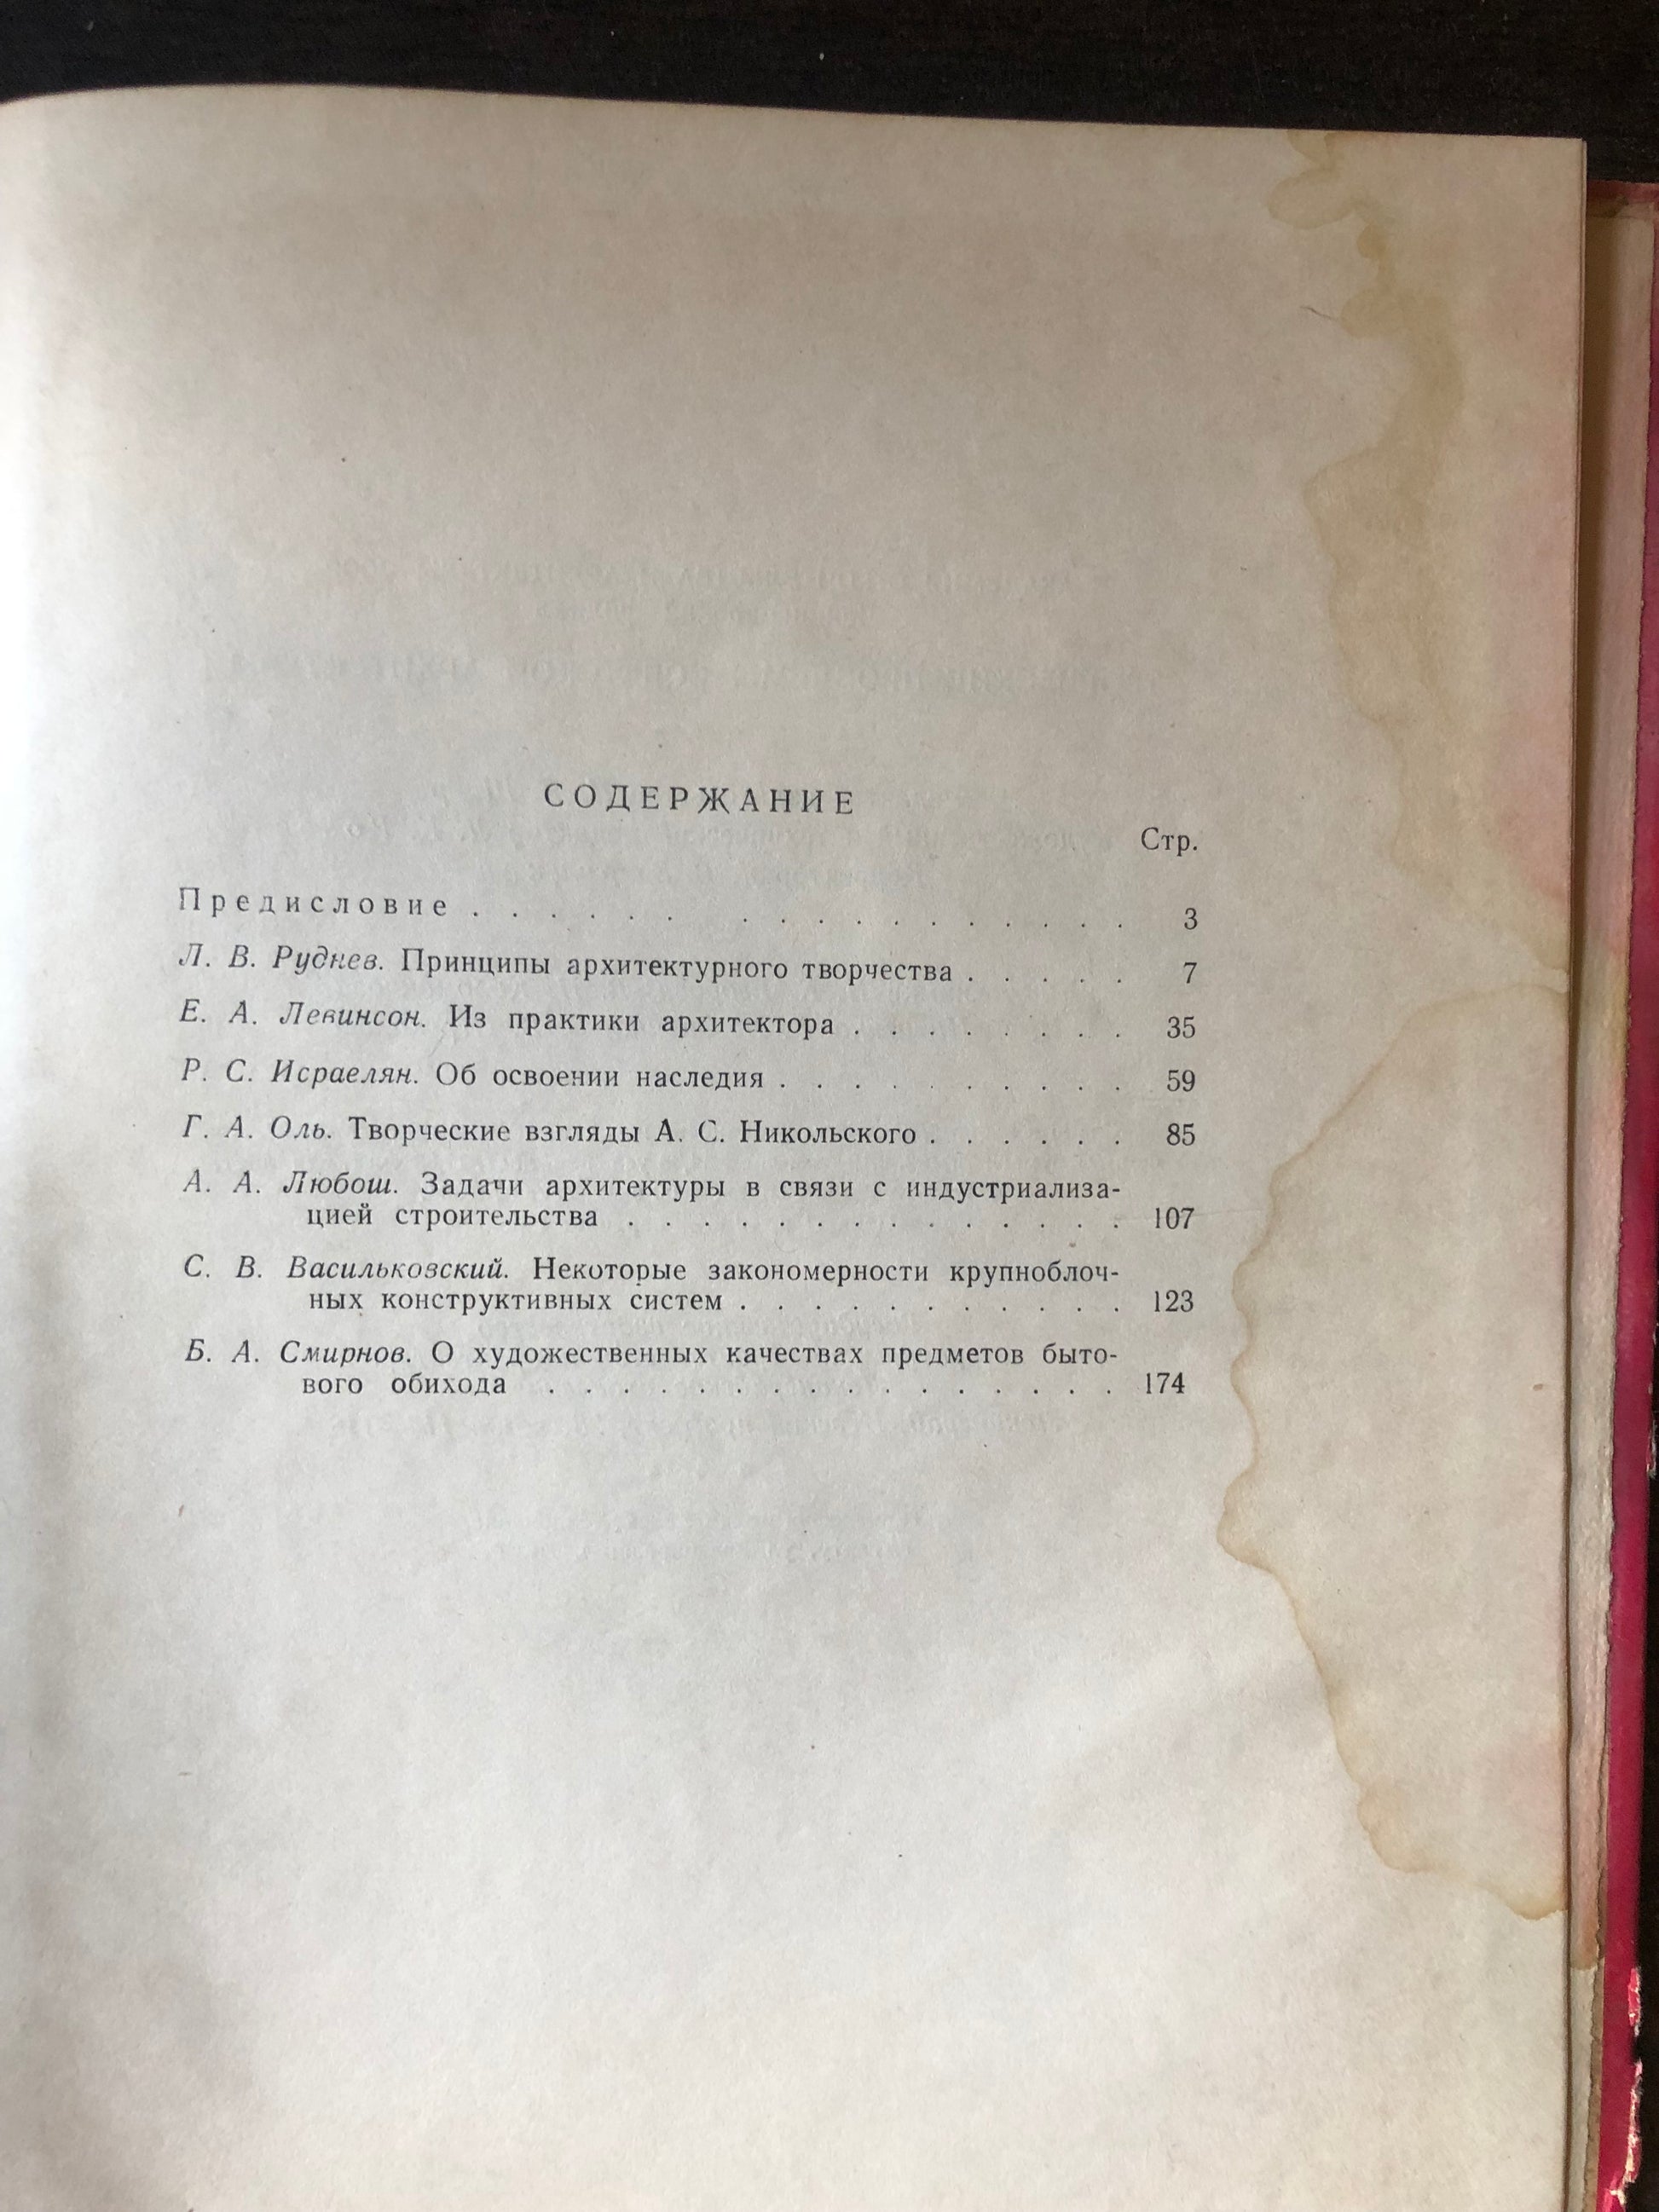 СОДЕРЖАНИЕ
Стр.
Предисловие . . . . . . . . . . . . . . . . . 3
Л. В. Руднев. Принципы архитектурного творчества . . . . . 7
Е. А. Левинсон. Из практики архитектора . . . . . . . . 35
Р. С. Исраелян. Об освоении наследия . . . . . . . . . . 59
Г. А. Оль. Творческие взгляды А. С. Никольского . . . . . . 85
А. А. Любош. Задачи архитектуры в связи с индустриализа-
цией строительства . . . . . . . . . . . . . . 107
С. В. Васильковский. Некоторые закономерности крупноблоч-
ных конструктивных систем . . . . . . . . . . . 123
Б. А. Смирнов. О художественных качествах предметов быто-
вого обихода . . . . . . . . . . . . . . . . 174